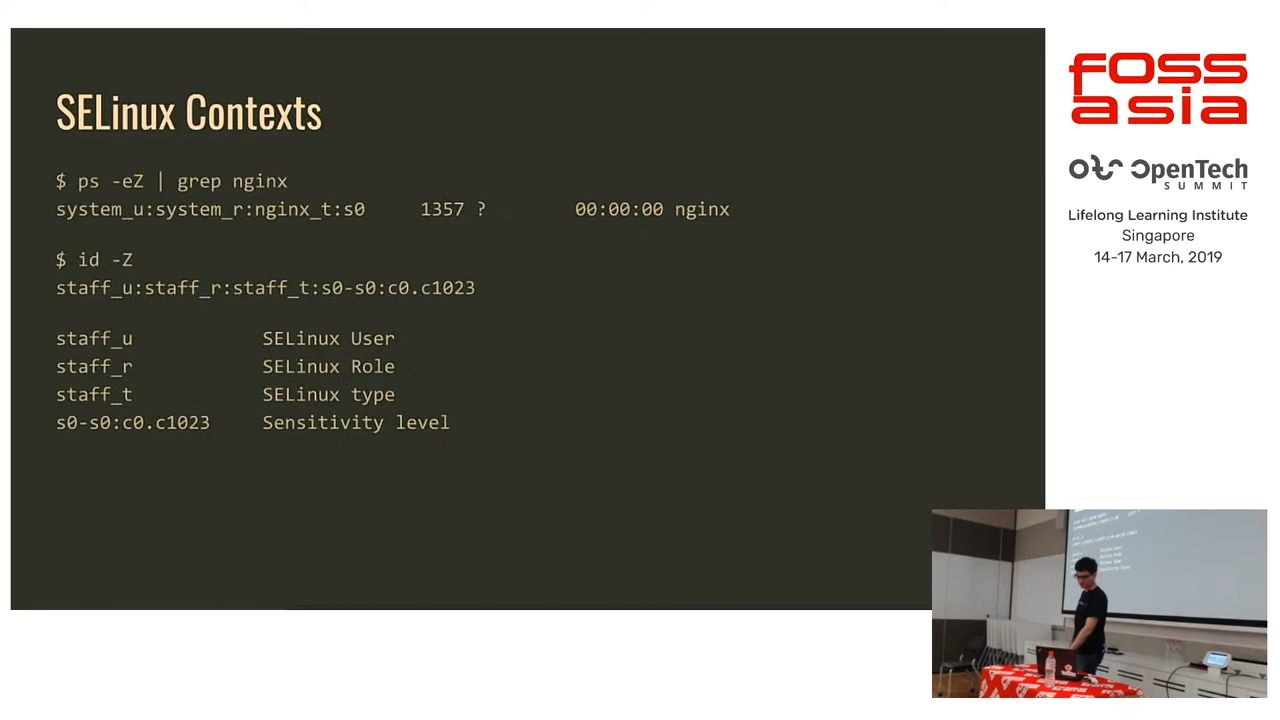 SELinux Contexts
$ ps -eZ | grep nginx
system_u:system_r:nginx_t:s0     1357 ?        00:00:00 nginx
$ id -Z
staff_u:staff_r:staff_t:s0-s0:c0.c1023
staff_u            SELinux User
staff_r            SELinux Role
staff_t            SELinux type
s0-s0:c0.c1023     Sensitivity level
FOSS
asia
OpenTech
SUMMIT
Lifelong Learning Institute
Singapore
14-17 March, 2019